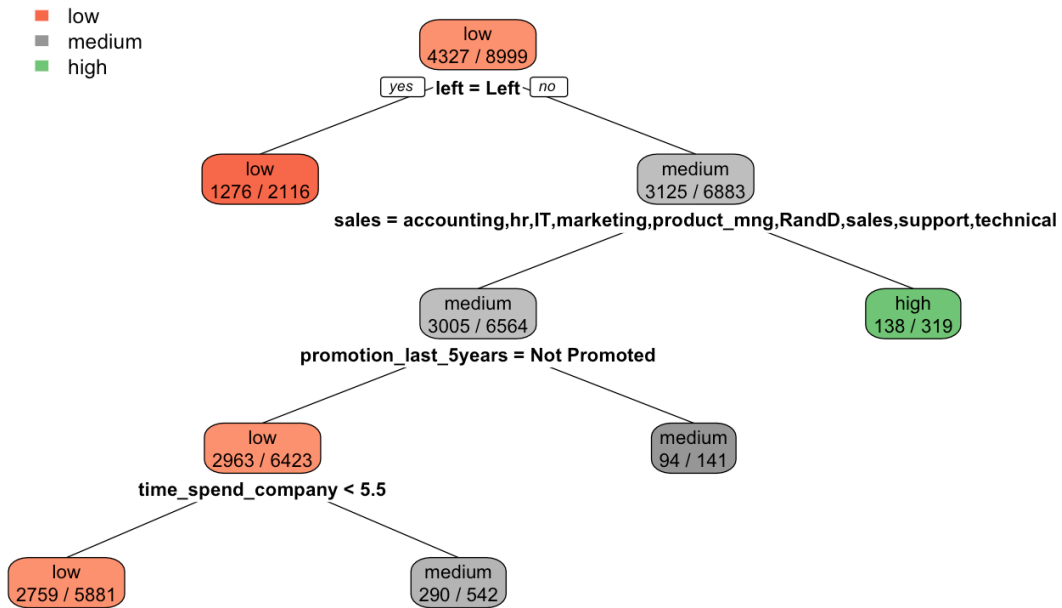 low
medium
high
low
4327 / 8999
yes
left = Left
no
low
1276 / 2116
medium
3125 / 6883
sales = accounting,hr,IT,marketing,product_mng,RandD,sales,support,technical
medium
3005 / 6564
high
138 / 319
promotion_last_5years = Not Promoted
low
2963 / 6423
medium
94 / 141
time_spend_company < 5.5
low
2759 / 5881
medium
290 / 542